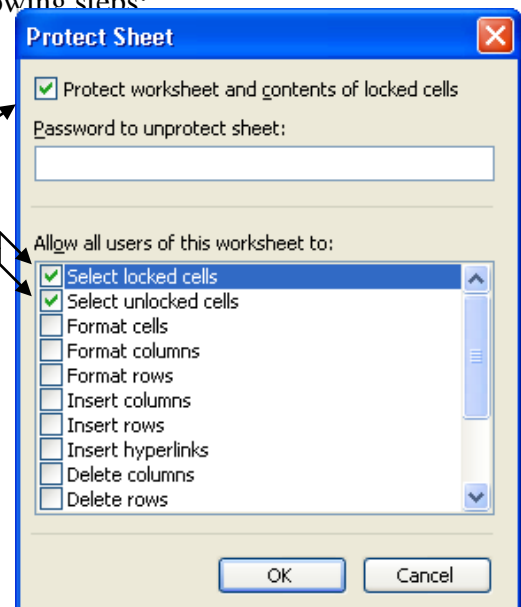 owing steps:
Protect Sheet
Protect worksheet and contents of locked cells
Password to unprotect sheet:
Allow all users of this worksheet to:
Select locked cells
Select unlocked cells
Format cells
Format columns
Format rows
Insert columns
Insert rows
Insert hyperlinks
Delete columns
Delete rows
OK Cancel